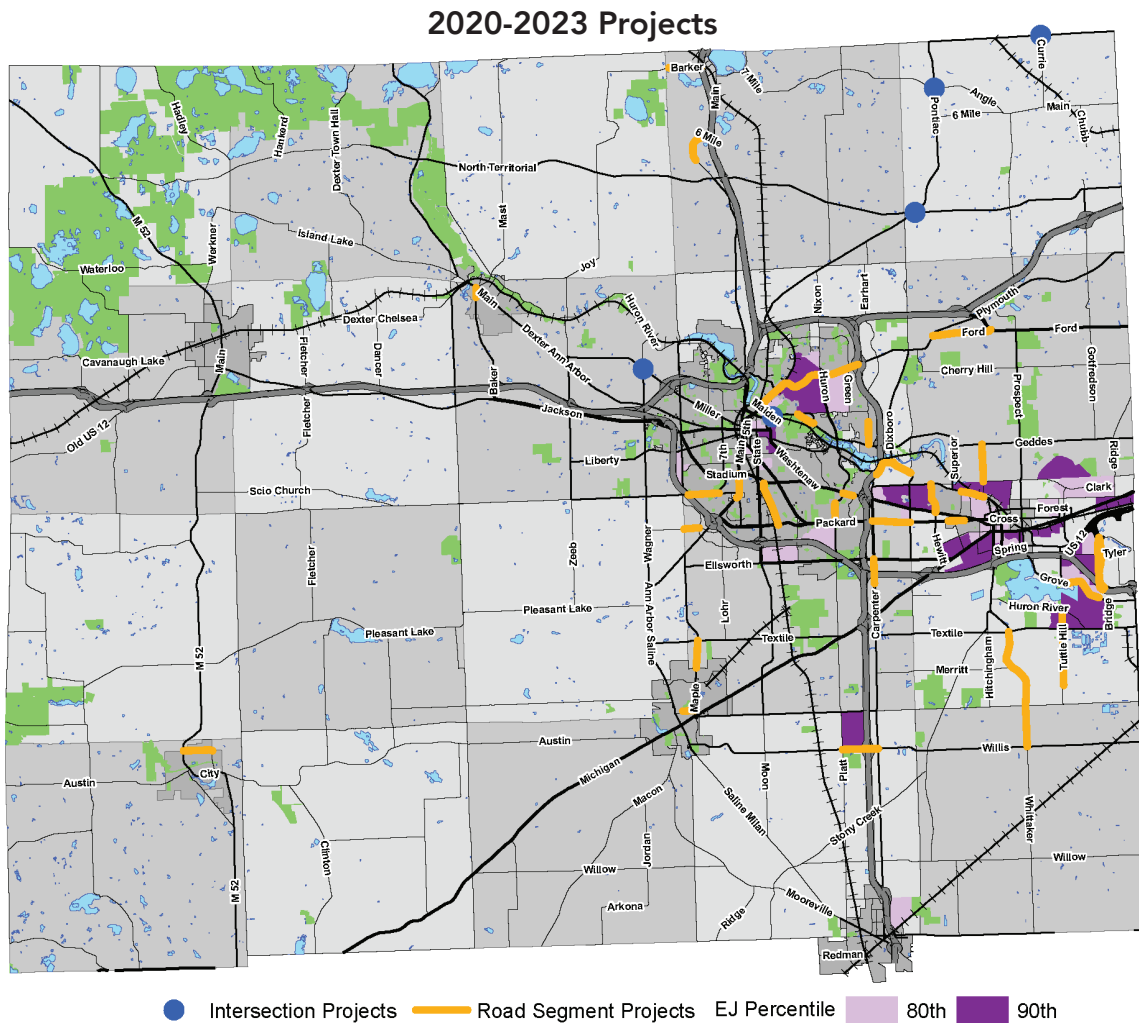 2020-2023 Projects
Currie
Barker
7 Mile
Main
Angle
Pontiac
6 Mile
Main
Chubb
Hadley
Hankerd
Dexter Town Hall
6 Mile
North Territorial
Mast
M 52
Werkner
Island Lake
Waterloo
Joy
Nixon
Earhart
Main
Huron River
Plymouth
Dexter Chelsea
Dexter Ann Arbor
Ford
Ford
Cavanaugh Lake
Main
Fletcher
Dancer
Baker
Huron
Green
Cherry Hill
Prospect
Gotfredson
Jackson
Miller
Maiden
Fletcher
Old US 12
5th
7th
Main
State
Washtenaw
Dixboro
Superior
Geddes
Ridge
Liberty
Stadium
Clark
Scio Church
Forest
Cross
Packard
Wagner
Zeeb
Hewitt
Spring
US 12
Tyler
Fletcher
Ellsworth
Grove
Ann Arbor Saline
Lohr
Carpenter
Huron River
Bridge
Pleasant Lake
Pleasant Lake
Textile
Textile
Tuttle Hill
M 52
Merritt
Hitchingham
Maple
Austin
Willis
City
Austin
Michigan
Macon
Moon
Platt
Saline Milan
Stony Creek
Whittaker
Jordan
Clinton
Willow
Willow
M 52
Arkona
Ridge
Mooreville
Redman
Intersection Projects Road Segment Projects EJ Percentile 80th 90th